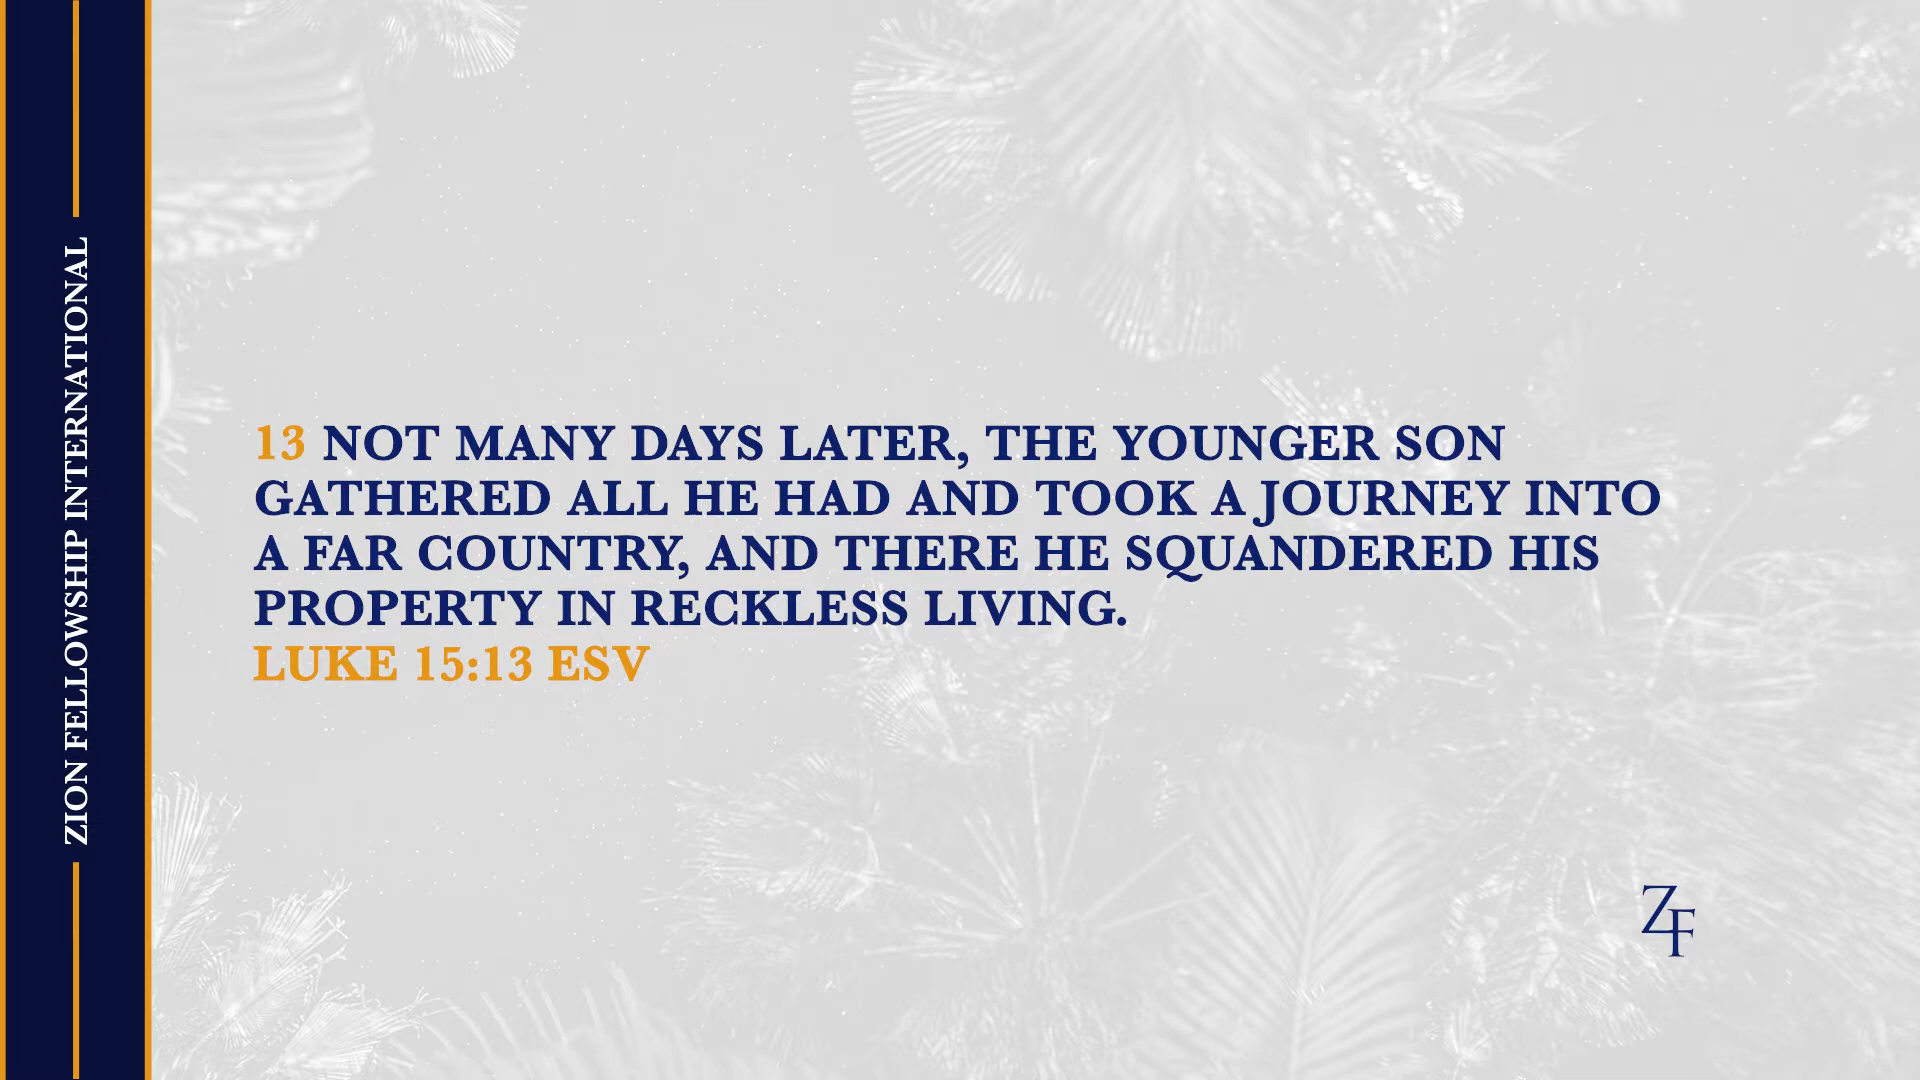 ZION FELLOWSHIP INTERNATIONAL
13 NOT MANY DAYS LATER, THE YOUNGER SON
GATHERED ALL HE HAD AND TOOK A JOURNEY INTO
A FAR COUNTRY, AND THERE HE SQUANDERED HIS
PROPERTY IN RECKLESS LIVING.
LUKE 15:13 ESV
ZF